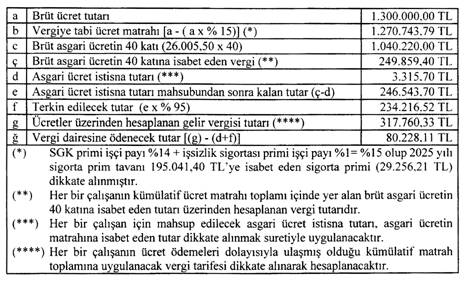 a Brüt ücret tutarı 1.300.000,00 TL
b Vergiye tabi ücret matrahı [a - ( a x % 15)] (*) 1.270.743,79 TL
c Brüt asgari ücretin 40 katı (26.005,50 x 40) 1.040.220,00 TL
ç Brüt asgari ücretin 40 katına isabet eden vergi (**) 249.859,40 TL
d Asgari ücret istisna tutarı (***) 3.315,70 TL
e Asgari ücret istisna tutarı mahsubundan sonra kalan tutar (ç-d) 246.543,70 TL
f Terkin edilecek tutar (e x % 95) 234.216,52 TL
g Ücretler üzerinden hesaplanan gelir vergisi tutarı (****) 317.760,33 TL
ğ Vergi dairesine ödenecek tutar [(g) - (d+f)] 80.228,11 TL
(*) SGK primi işçi payı %14 + işsizlik sigortası primi işçi payı %1= %15 olup 2025 yılı
sigorta prim tavanı 195.041,40 TL'ye isabet eden sigorta primi (29.256,21 TL)
dikkate alınmıştır.
(**) Her bir çalışanın kümülatif ücret matrahı toplamı içinde yer alan brüt asgari ücretin
40 katına isabet eden tutarı üzerinden hesaplanan vergi tutarıdır.
(***) Her bir çalışan için mahsup edilecek asgari ücret istisna tutarı, asgari ücretin
matrahına isabet eden tutar dikkate alınmak suretiyle uygulanacaktır.
(****) Her bir çalışanın ücret ödemeleri dolayısıyla ulaşmış olduğu kümülatif matrah
toplamına uygulanacak vergi tarifesi dikkate alınarak hesaplanacaktır.